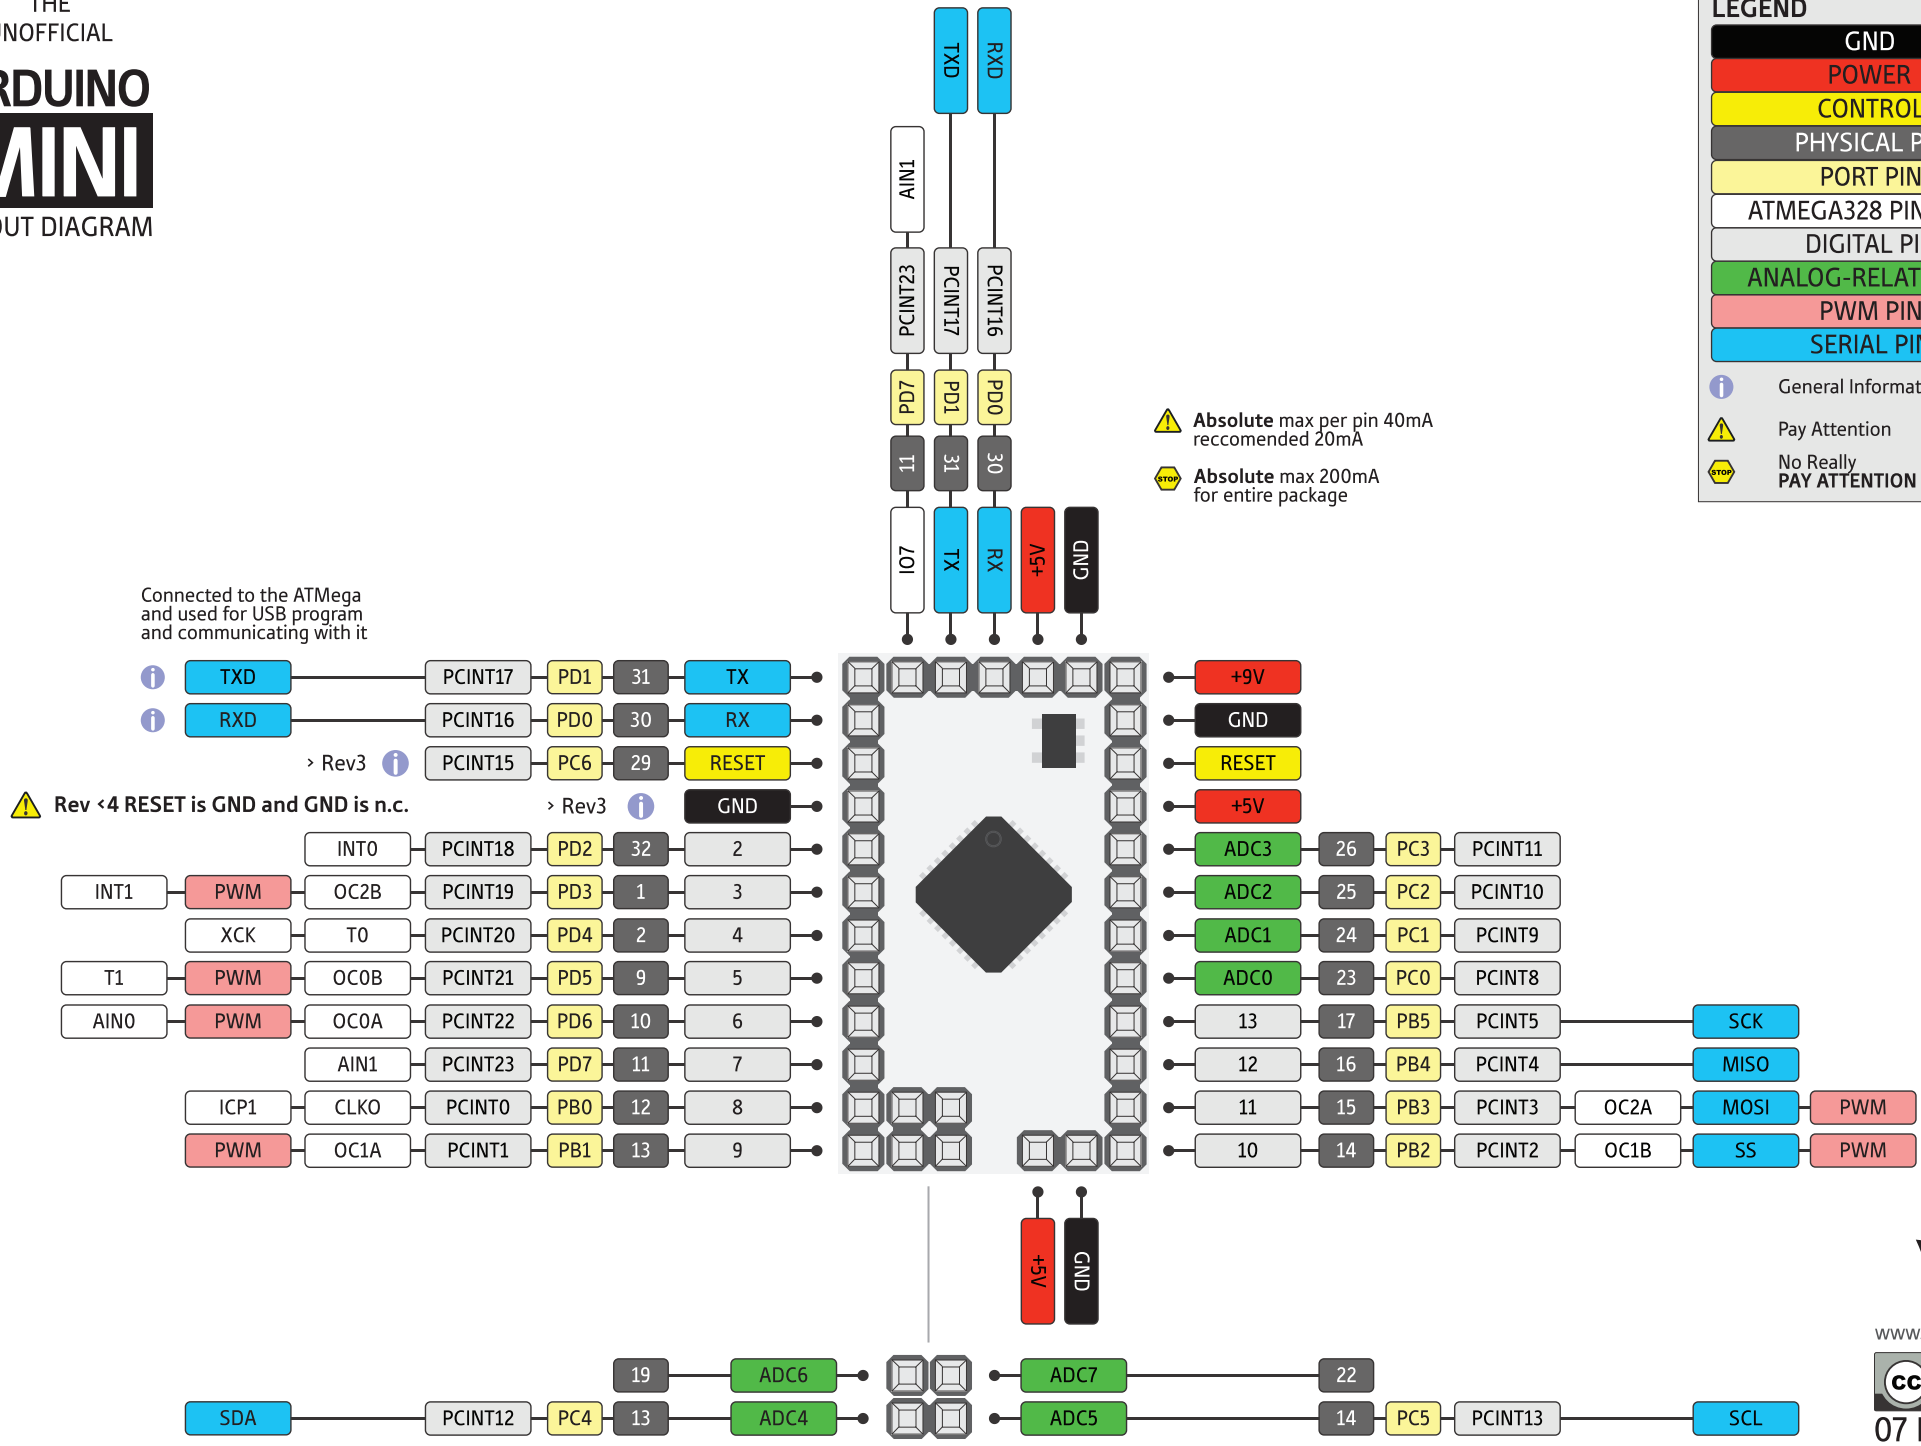 THE
NOFFICIAL
RDUINO
MINI
OUT DIAGRAM
LEGEND
GND
POWER
CONTROL
PHYSICAL P
PORT PIN
ATMEGA328 PIN
DIGITAL PI
ANALOG-RELAT
PWM PIN
SERIAL PIN
General Informat
Pay Attention
STOP No Really
PAY ATTENTION
TXD RXD
AIN1
PCINT23 PCINT17 PCINT16
PD7 PD1 PD0
11 31 30
IO7 TX RX +5V GND
Absolute max per pin 40mA
reccomended 20mA
STOP Absolute max 200mA
for entire package
Connected to the ATMega
and used for USB program
and communicating with it
TXD PCINT17 PD1 31 TX +9V
RXD PCINT16 PD0 30 RX GND
> Rev3 PCINT15 PC6 29 RESET RESET
Rev <4 RESET is GND and GND is n.c. > Rev3 GND +5V
INT0 PCINT18 PD2 32 2 ADC3 26 PC3 PCINT11
INT1 PWM OC2B PCINT19 PD3 1 3 ADC2 25 PC2 PCINT10
XCK T0 PCINT20 PD4 2 4 ADC1 24 PC1 PCINT9
T1 PWM OC0B PCINT21 PD5 9 5 ADC0 23 PC0 PCINT8
AIN0 PWM OC0A PCINT22 PD6 10 6 13 17 PB5 PCINT5 SCK
AIN1 PCINT23 PD7 11 7 12 16 PB4 PCINT4 MISO
ICP1 CLKO PCINT0 PB0 12 8 11 15 PB3 PCINT3 OC2A MOSI PWM
PWM OC1A PCINT1 PB1 13 9 10 14 PB2 PCINT2 OC1B SS PWM
+5V GND
19 ADC6 ADC7 22
SDA PCINT12 PC4 13 ADC4 ADC5 14 PC5 PCINT13 SCL
www.
cc
07